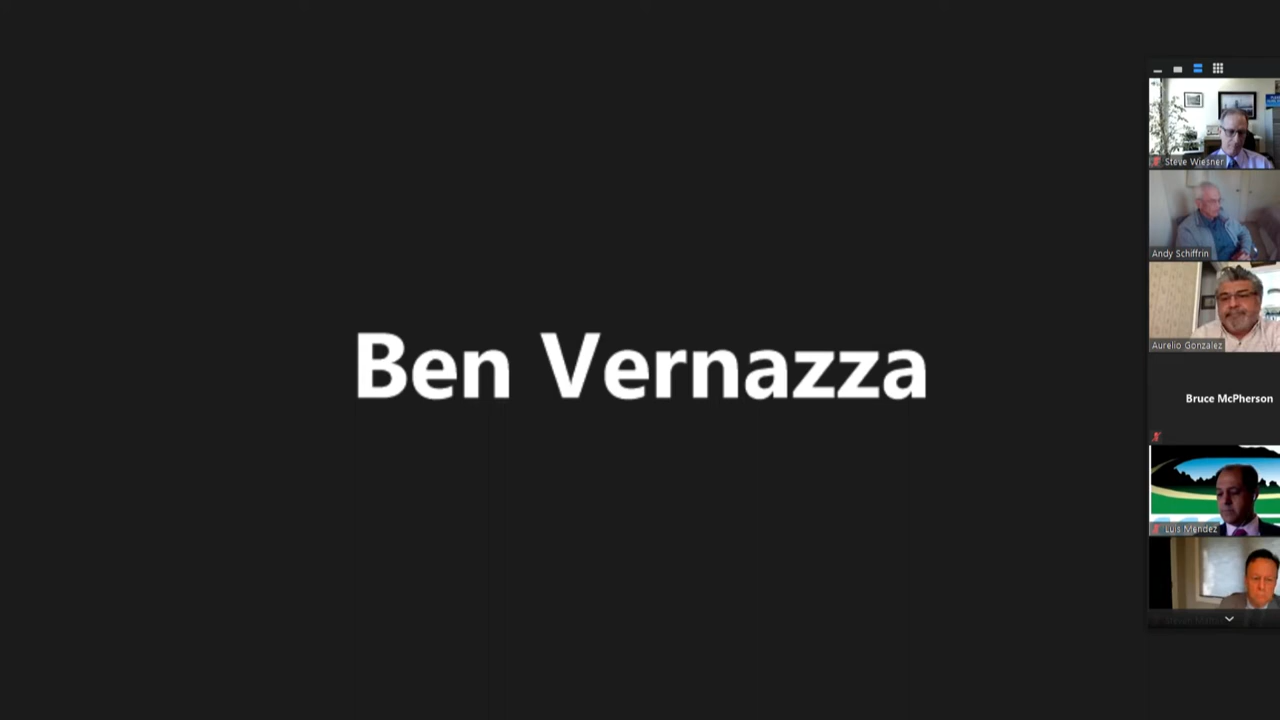 Ben Vernazza
Steve Wiesner
Andy Schiffrin
Aurelio Gonzalez
Bruce McPherson
Luis Mendez